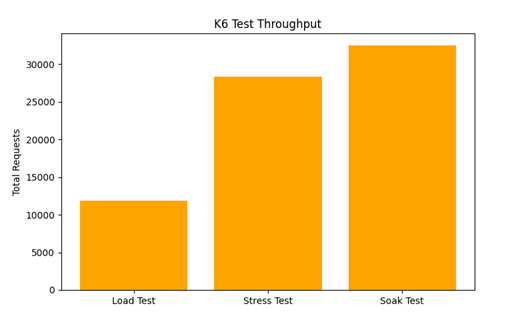 K6 Test Throughput
Total Requests
30000
25000
20000
15000
10000
5000
0
Load Test
Stress Test
Soak Test